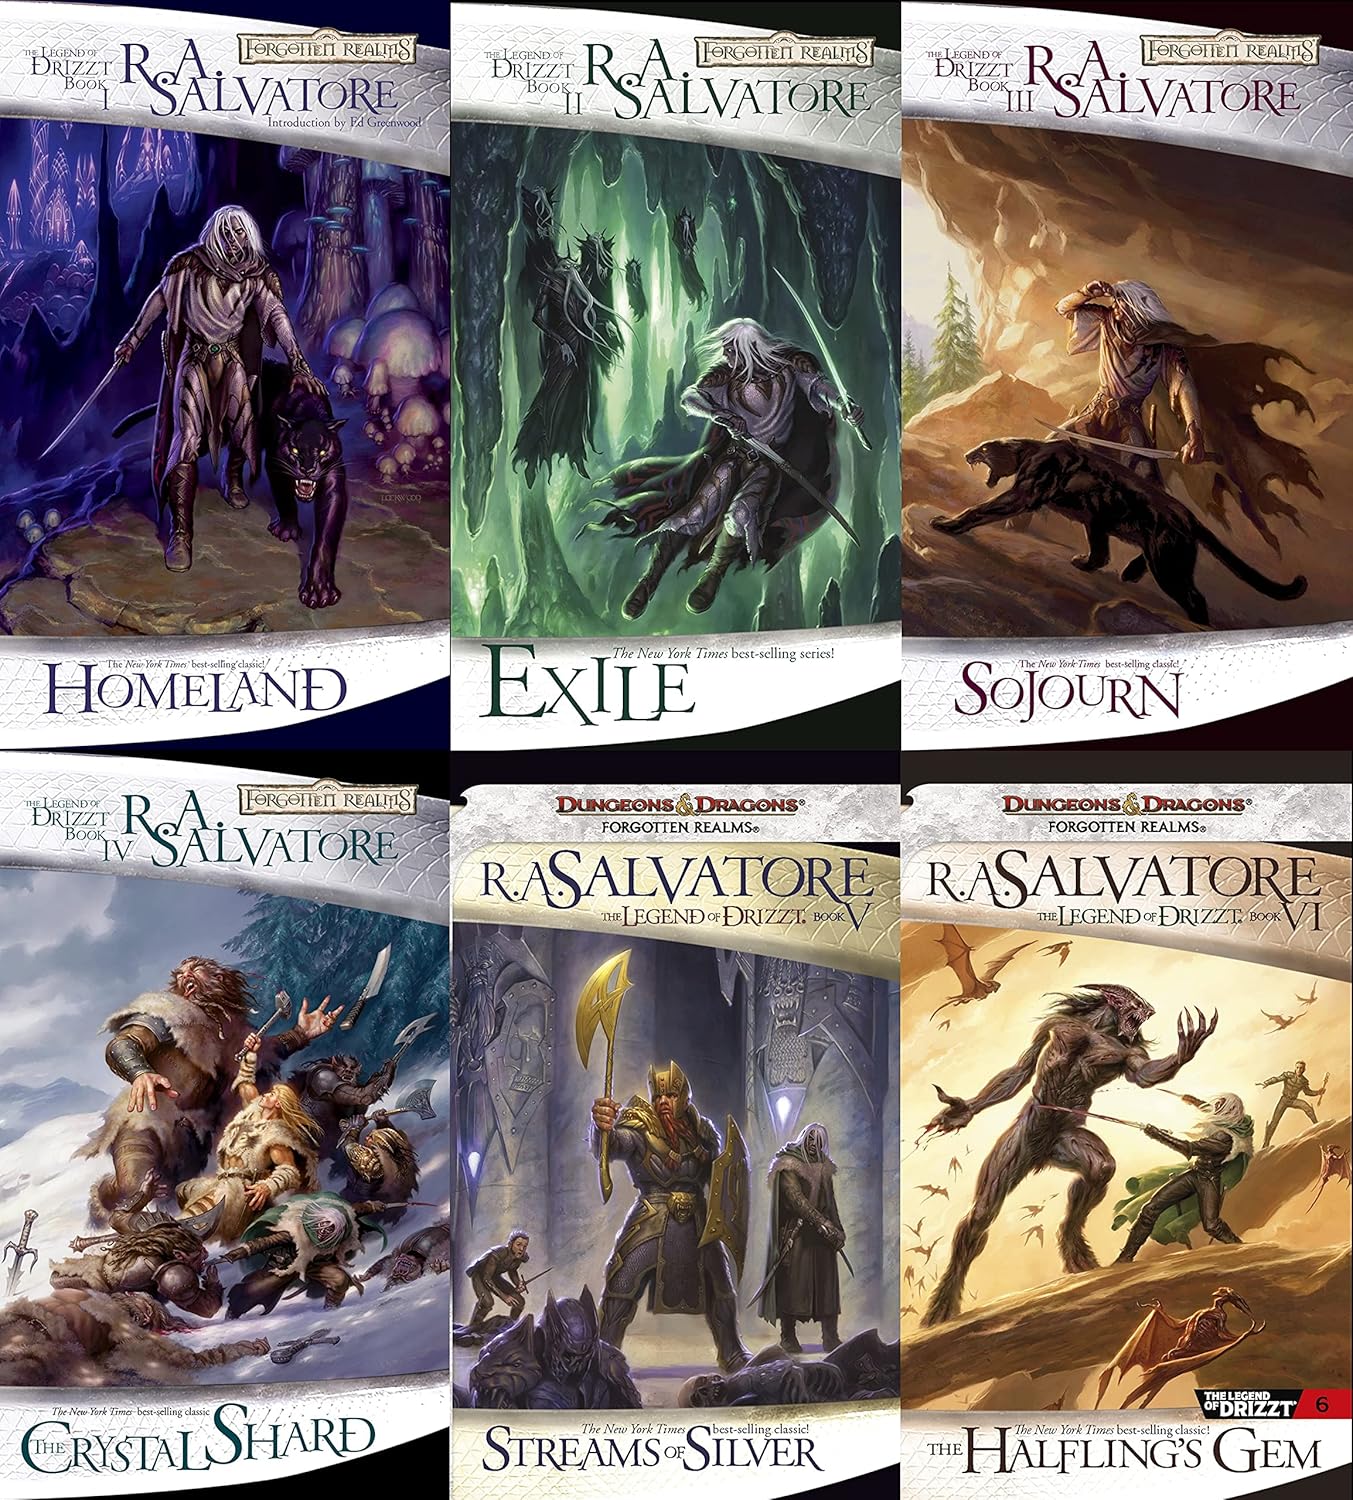 THE LEGEND OF
DRIZZT
BOOK
I
R.A.
SALVATORE
FORGOTTEN REALMS
Introduction by Ed Greenwood
LOCKWOOD
The New York Times best-selling classic!
HOMELAND
THE LEGEND OF
DRIZZT
BOOK
II
R.A.
SALVATORE
FORGOTTEN REALMS
The New York Times best-selling series!
EXILE
THE LEGEND OF
DRIZZT
BOOK
III
R.A.
SALVATORE
FORGOTTEN REALMS
The New York Times best-selling classic!
SOJOURN
THE LEGEND OF
DRIZZT
BOOK
IV
R.A.
SALVATORE
FORGOTTEN REALMS
The New York Times best-selling classic
THE CRYSTAL SHARD
DUNGEONS & DRAGONS®
FORGOTTEN REALMS®
R.A. SALVATORE
THE LEGEND OF DRIZZT® BOOK V
The New York Times best-selling classic!
STREAMS OF SILVER
DUNGEONS & DRAGONS®
FORGOTTEN REALMS®
R.A. SALVATORE
THE LEGEND OF DRIZZT® BOOK VI
THE LEGEND
OF DRIZZT® 6
The New York Times best-selling classic!
THE HALFLING'S GEM